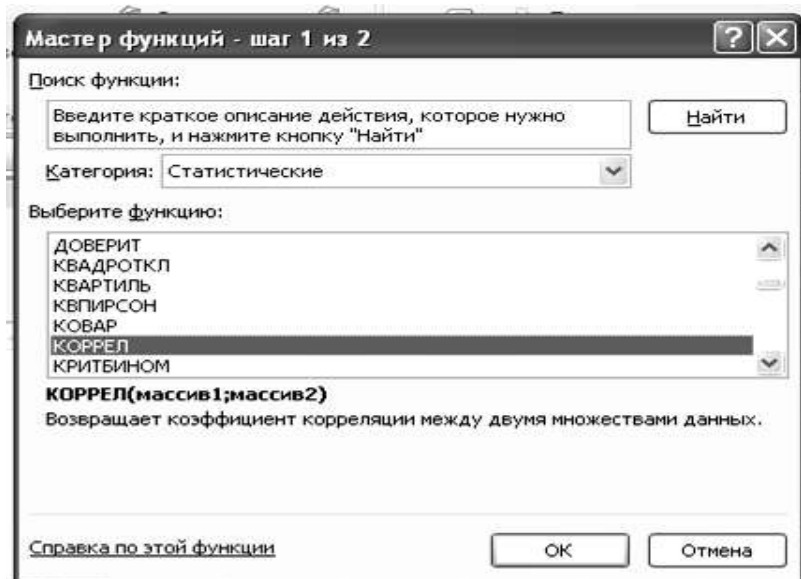 Мастер функций - шаг 1 из 2
Поиск функции:
Введите краткое описание действия, которое нужно
выполнить, и нажмите кнопку "Найти"
Найти
Категория: Статистические
Выберите функцию:
ДОВЕРИТ
КВАДРОТКЛ
КВАРТИЛЬ
КВПИРСОН
КОВАР
КОРРЕЛ
КРИТБИНОМ
КОРРЕЛ(массив1;массив2)
Возвращает коэффициент корреляции между двумя множествами данных.
Справка по этой функции
ОК
Отмена